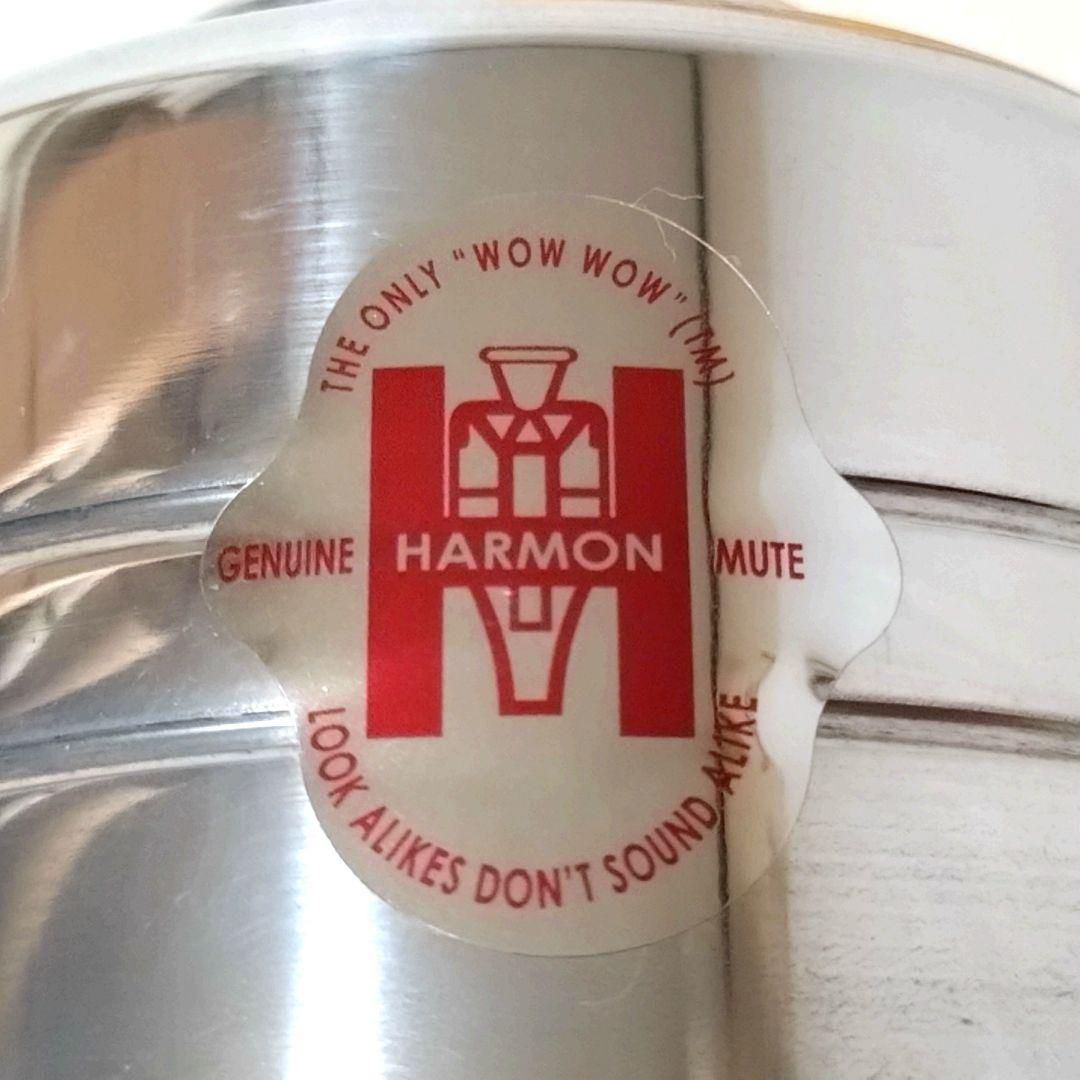 THE ONLY "WOW WOW" (TM)
GENUINE HARMON MUTE
LOOK ALIKES DON'T SOUND ALIKE